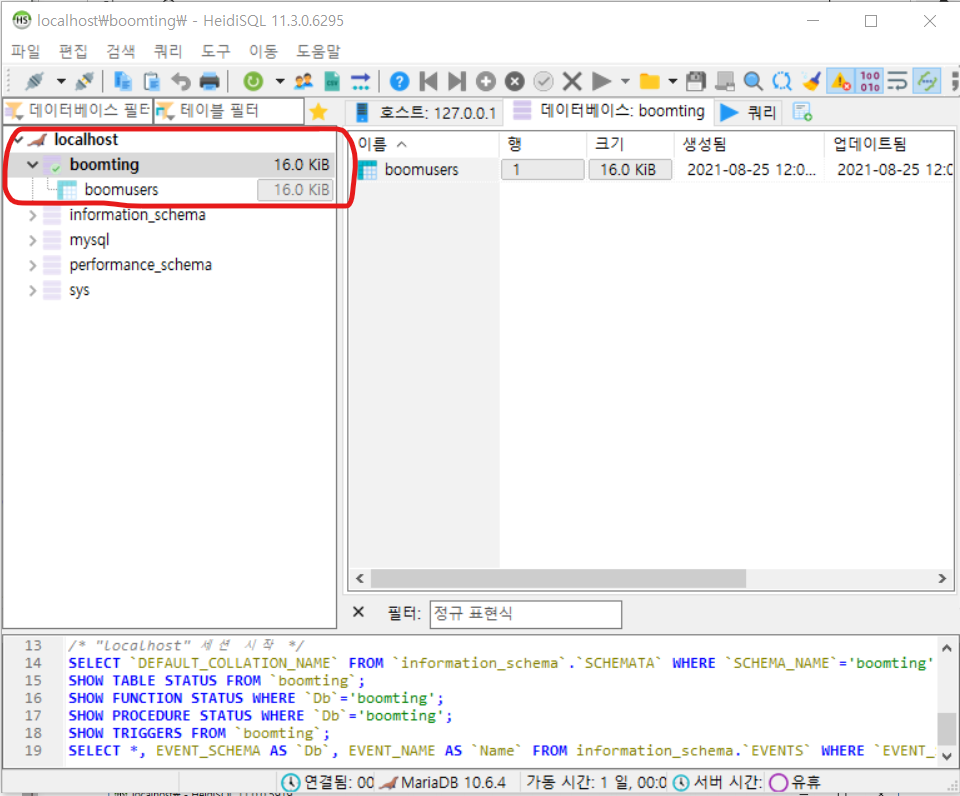 HS localhost₩boomting₩ - HeidiSQL 11.3.0.6295
파일 편집 검색 쿼리 도구 이동 도움말
데이터베이스 필터 테이블 필터 호스트: 127.0.0.1 데이터베이스: boomting 쿼리
localhost
boomting 16.0 KiB
boomusers 16.0 KiB
information_schema
mysql
performance_schema
sys
이름 행 크기 생성됨 업데이트됨
boomusers 1 16.0 KiB 2021-08-25 12:0... 2021-08-25 12:0
필터: 정규 표현식
13 /* "localhost" 세션 시작 */
14 SELECT `DEFAULT_COLLATION_NAME` FROM `information_schema`.`SCHEMATA` WHERE `SCHEMA_NAME`='boomting'
15 SHOW TABLE STATUS FROM `boomting`;
16 SHOW FUNCTION STATUS WHERE `Db`='boomting';
17 SHOW PROCEDURE STATUS WHERE `Db`='boomting';
18 SHOW TRIGGERS FROM `boomting`;
19 SELECT *, EVENT_SCHEMA AS `Db`, EVENT_NAME AS `Name` FROM information_schema.`EVENTS` WHERE `EVENT_
연결됨: 00 MariaDB 10.6.4 가동 시간: 1 일, 00:0 서버 시간: 유휴